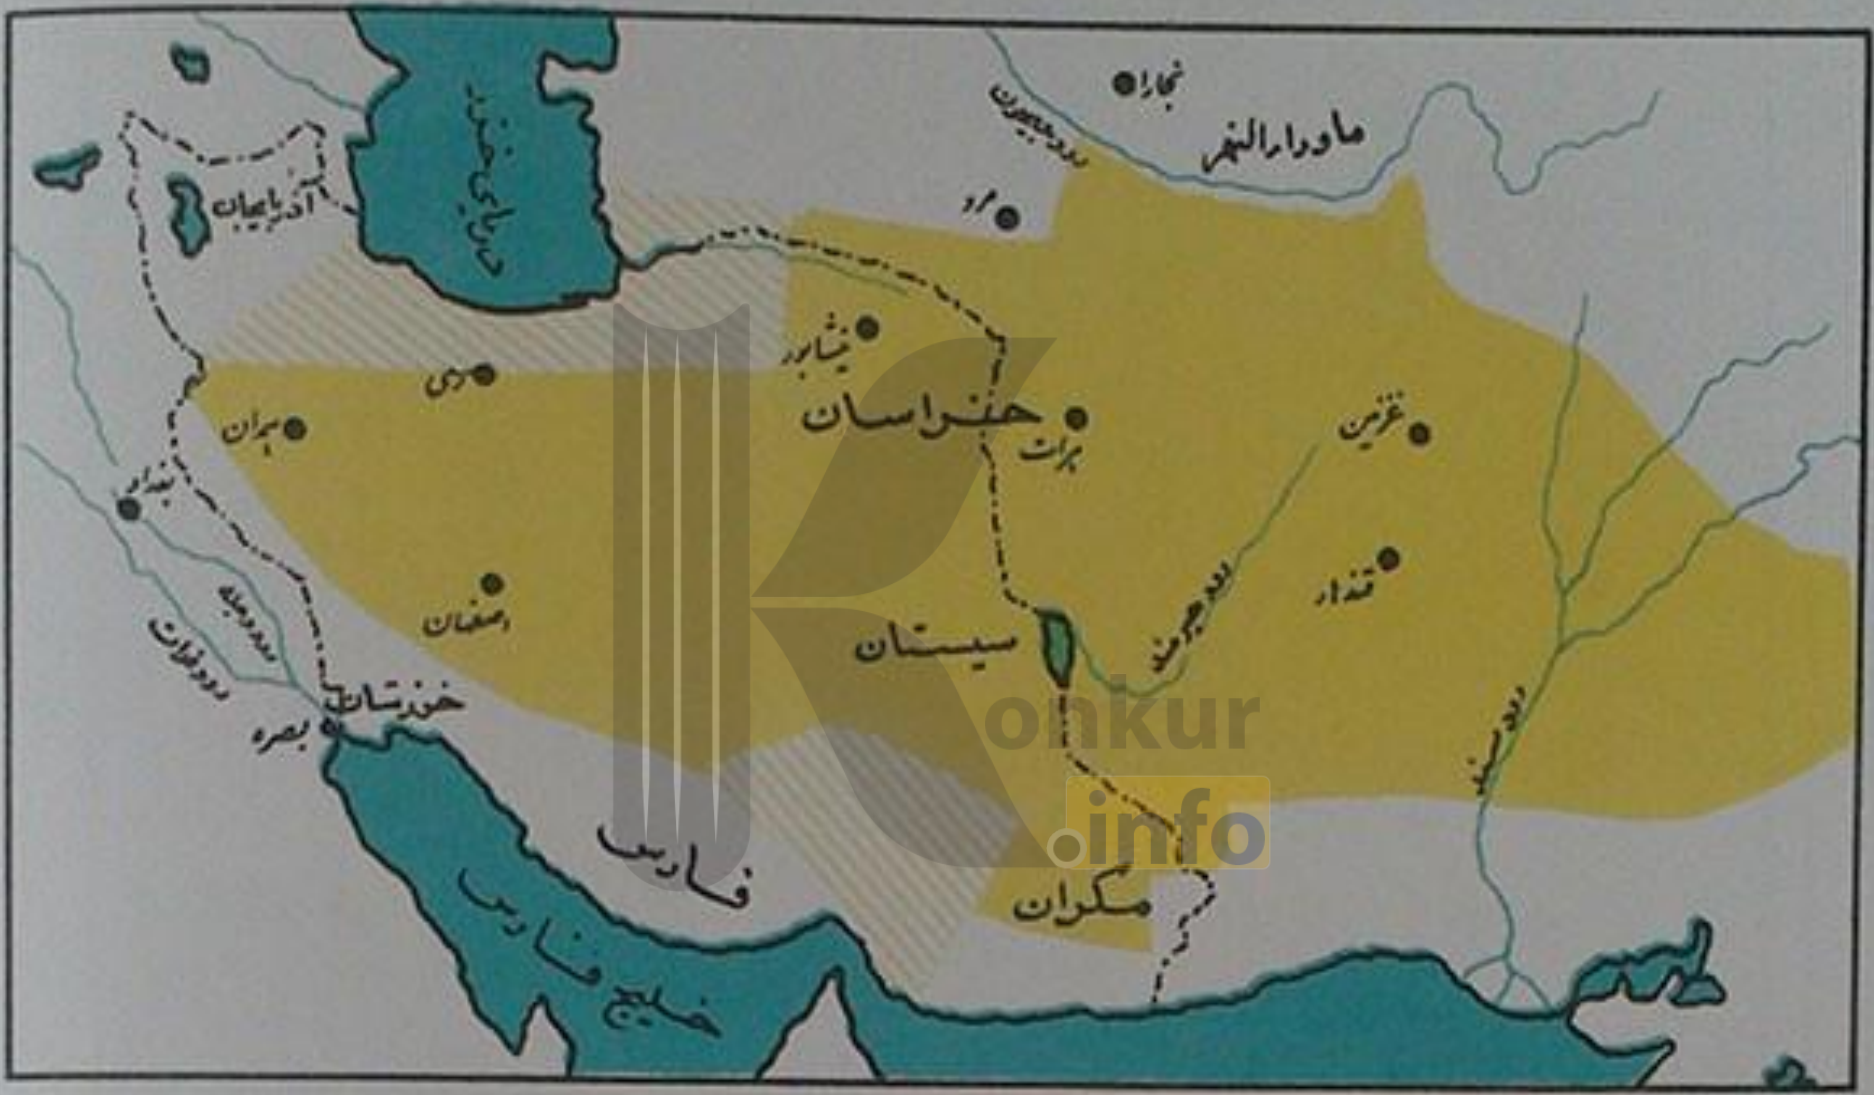 بخارا
رود جیحون
ماوراءالنهر
دریای خزر
مرو
آذربایجان
نیشابور
ری
خراسان
غزنین
همدان
هرات
بغداد
قندهار
رود هیرمند
اصفهان
سیستان
رود دجله
رود فرات
خوزستان
بصره
رود سند
Konkur
.info
فارس
مکران
خلیج فارس